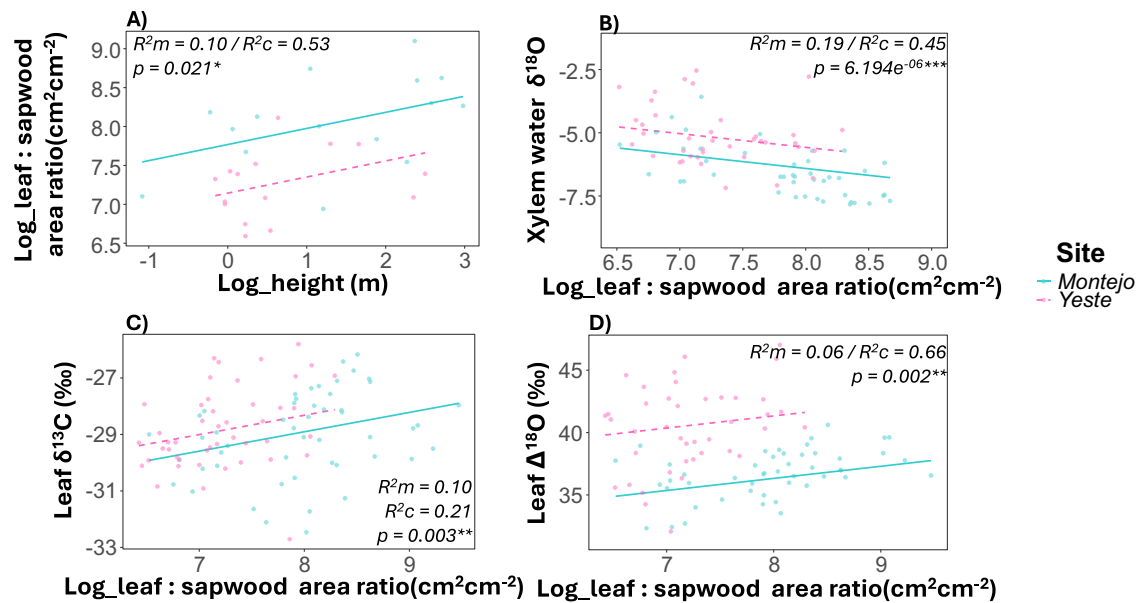 A)
R²m = 0.10 / R²c = 0.53
p = 0.021*
Log_leaf : sapwood
area ratio(cm²cm⁻²)
9.0
8.5
8.0
7.5
7.0
6.5
-1
0
1
2
3
Log_height (m)
B)
R²m = 0.19 / R²c = 0.45
p = 6.194e⁻⁰⁶***
Xylem water δ¹⁸O
-2.5
-5.0
-7.5
6.5
7.0
7.5
8.0
8.5
9.0
Log_leaf : sapwood area ratio(cm²cm⁻²)
Site
Montejo
Yeste
C)
Leaf δ¹³C (‰)
-27
-29
-31
-33
R²m = 0.10
R²c = 0.21
p = 0.003**
7
8
9
Log_leaf : sapwood area ratio(cm²cm⁻²)
D)
R²m = 0.06 / R²c = 0.66
p = 0.002**
Leaf Δ¹⁸O (‰)
45
40
35
7
8
9
Log_leaf : sapwood area ratio(cm²cm⁻²)